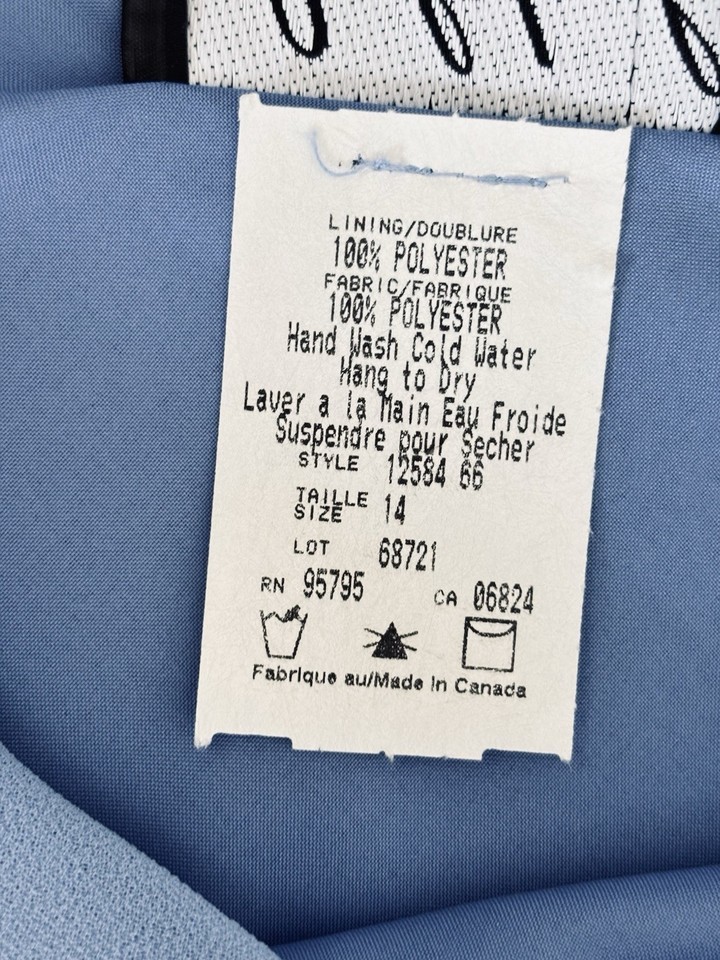 LINING/DOUBLURE
100% POLYESTER
FABRIC/FABRIQUE
100% POLYESTER
Hand Wash Cold Water
Hang to Dry
Laver a la Main Eau Froide
Suspendre pour Secher
STYLE 12584 66
TAILLE
SIZE 14
LOT 68721
RN 95795 CA 06824
Fabrique au/Made in Canada